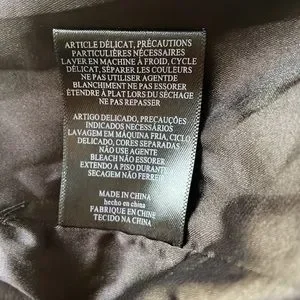 ARTICLE DÉLICAT, PRÉCAUTIONS
PARTICULIÈRES NÉCESSAIRES
LAVER EN MACHINE À FROID, CYCLE
DÉLICAT, SÉPARER LES COULEURS
NE PAS UTILISER AGENTDE
BLANCHIMENT NE PAS ESSORER
ÉTENDRE À PLAT LORS DU SÉCHAGE
NE PAS REPASSER
ARTIGO DELICADO, PRECAUÇÕES
INDICADOS NECESSÁRIOS
LAVAGEM EM MÁQUINA FRIA, CICLO
DELICADO, CORES SEPARADAS
NÃO USE AGENTE
BLEACH NÃO ESSORER
EXTENDO A PISO DURANTE
SECAGEM NÃO FERREI
MADE IN CHINA
hecho en china
FABRIQUE EN CHINE
TECIDO NA CHINA